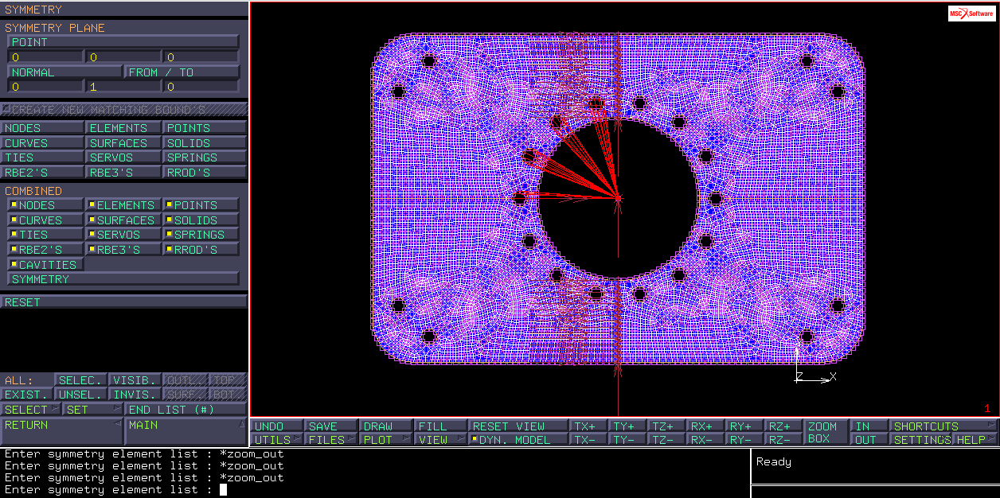 SYMMETRY
SYMMETRY PLANE
POINT
0 0 0
NORMAL FROM / TO
0 1 0
CREATE NEW MATCHING BOUND'S
NODES ELEMENTS POINTS
CURVES SURFACES SOLIDS
TIES SERVOS SPRINGS
RBE2'S RBE3'S RROD'S
COMBINED
NODES ELEMENTS POINTS
CURVES SURFACES SOLIDS
TIES SERVOS SPRINGS
RBE2'S RBE3'S RROD'S
CAVITIES
SYMMETRY
RESET
ALL: SELEC. VISIB. OUTL. TOP
EXIST. UNSEL. INVIS. SURF. BOT.
SELECT SET END LIST (#)
RETURN MAIN
MSC Software
Z X
1
UNDO SAVE DRAW FILL RESET VIEW TX+ TY+ TZ+ RX+ RY+ RZ+ ZOOM BOX IN SHORTCUTS
UTILS FILES PLOT VIEW DYN. MODEL TX- TY- TZ- RX- RY- RZ- OUT SETTINGS HELP
Enter symmetry element list : *zoom_out
Enter symmetry element list : *zoom_out
Enter symmetry element list : *zoom_out
Enter symmetry element list :
Ready